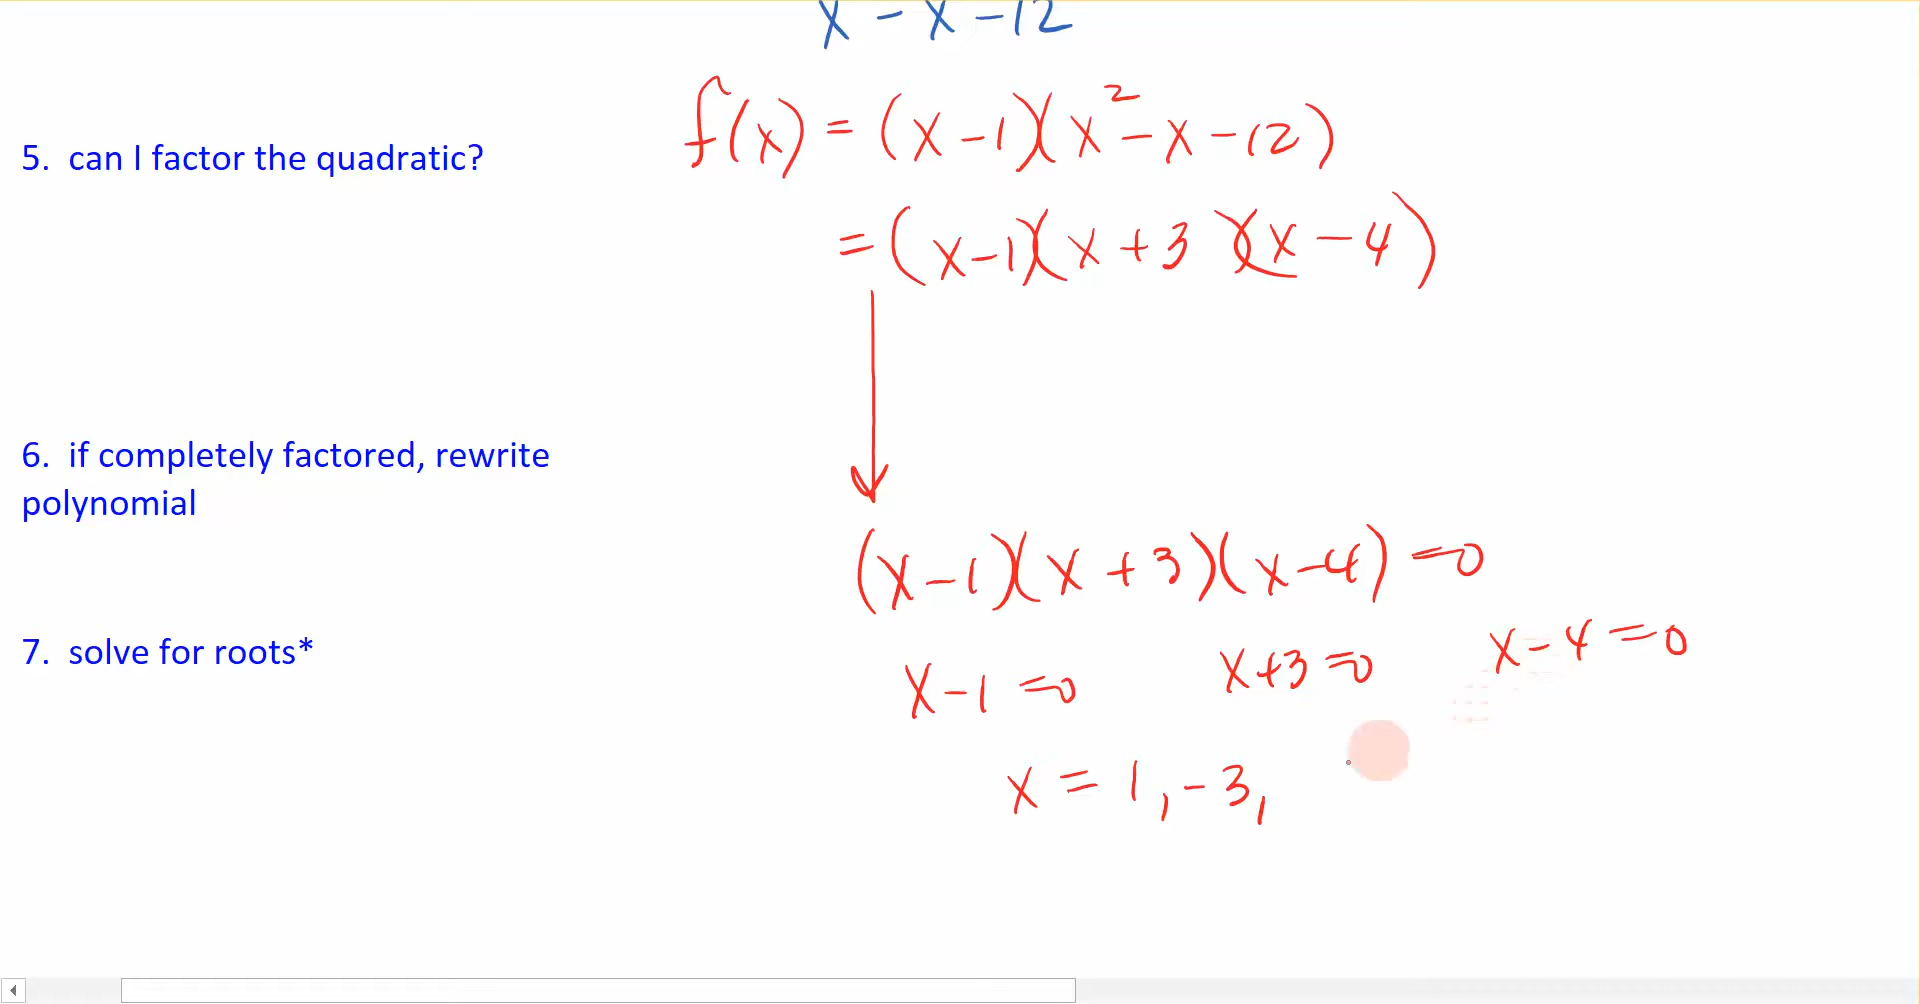 x - x - 12
f(x) = (x - 1)(x² - x - 12)
5. can I factor the quadratic?
= (x - 1)(x + 3)(x - 4)
6. if completely factored, rewrite
polynomial
(x - 1)(x + 3)(x - 4) = 0
7. solve for roots*
x - 1 = 0 x + 3 = 0 x - 4 = 0
x = 1, -3,